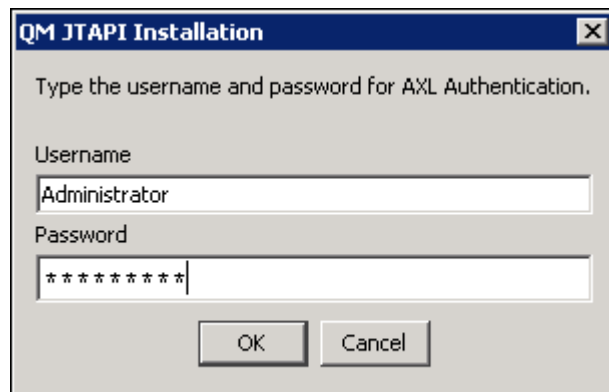 QM JTAPI Installation
Type the username and password for AXL Authentication.
Username
Administrator
Password
*********
OK Cancel